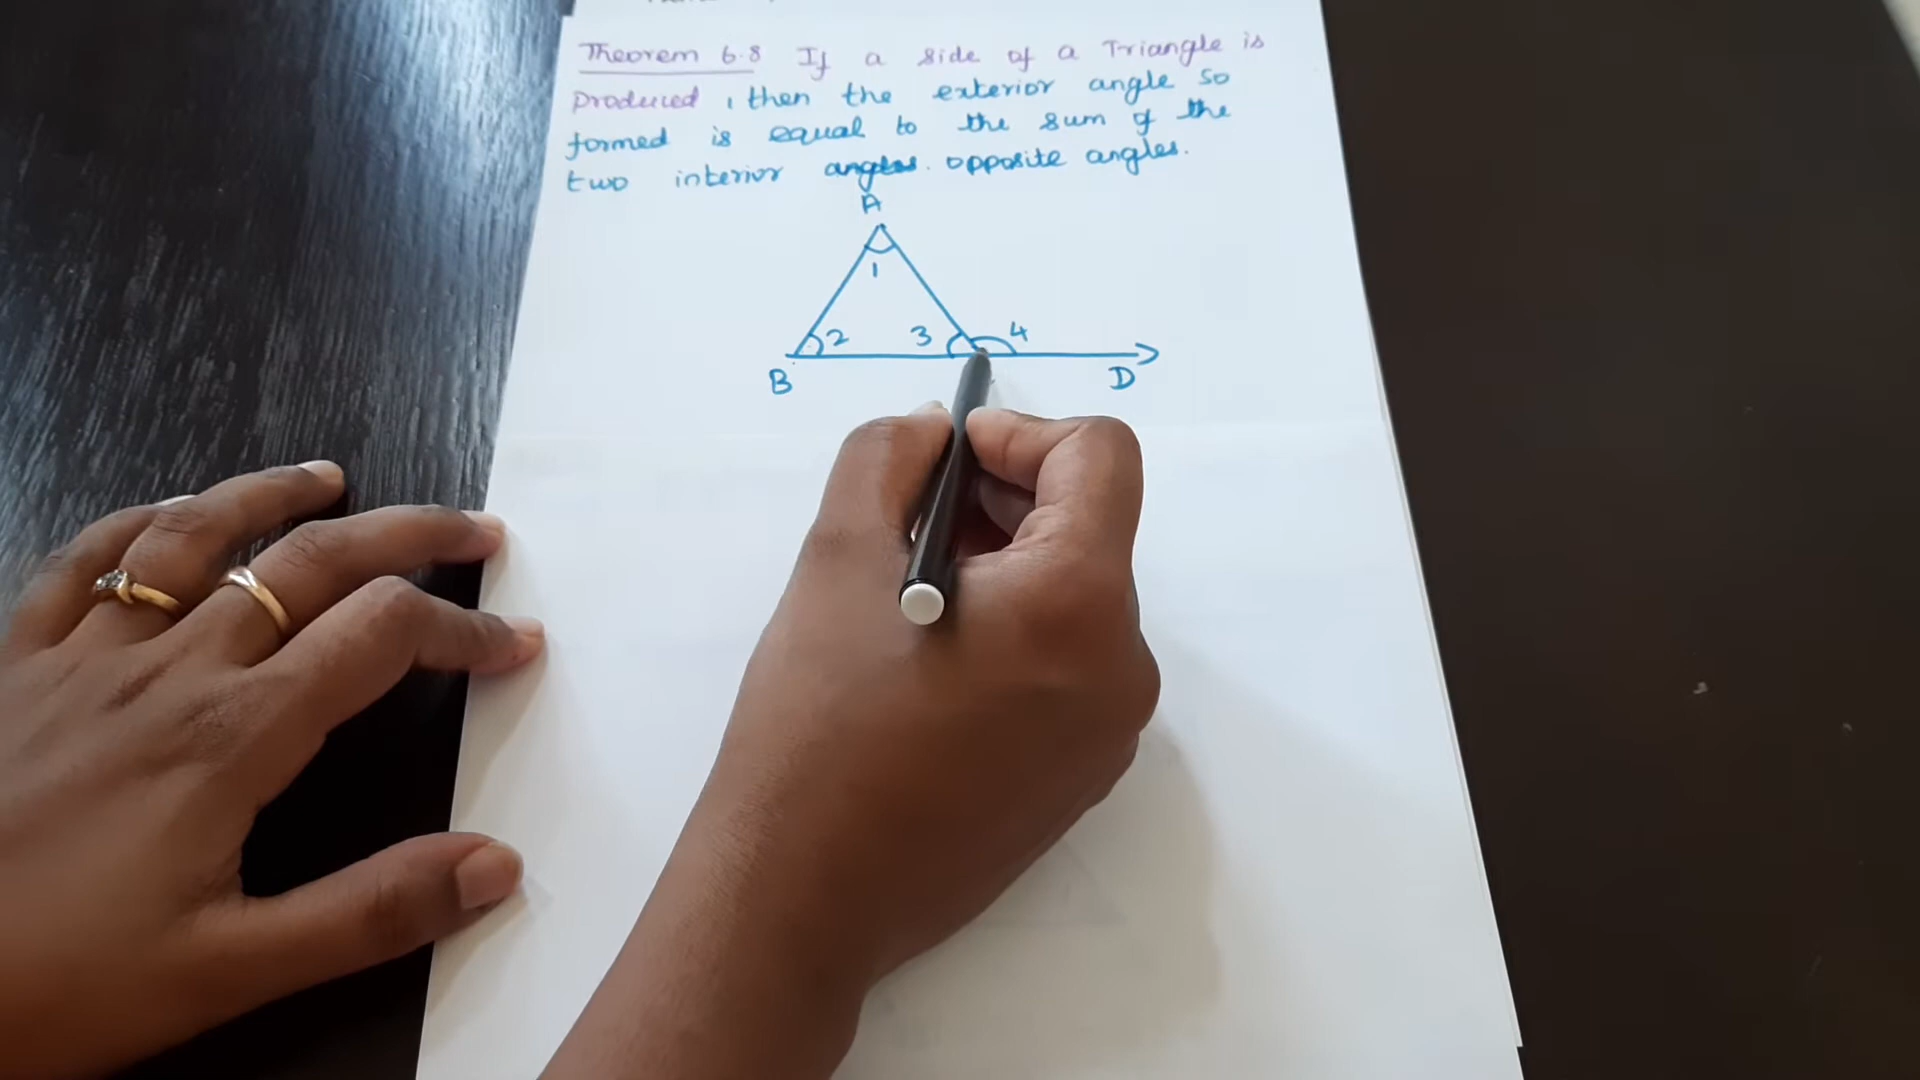 Theorem 6.8 If a side of a Triangle is
produced, then the exterior angle so
formed is equal to the sum of the
two interior angles. opposite angles.
A
1
2 3 4
B D